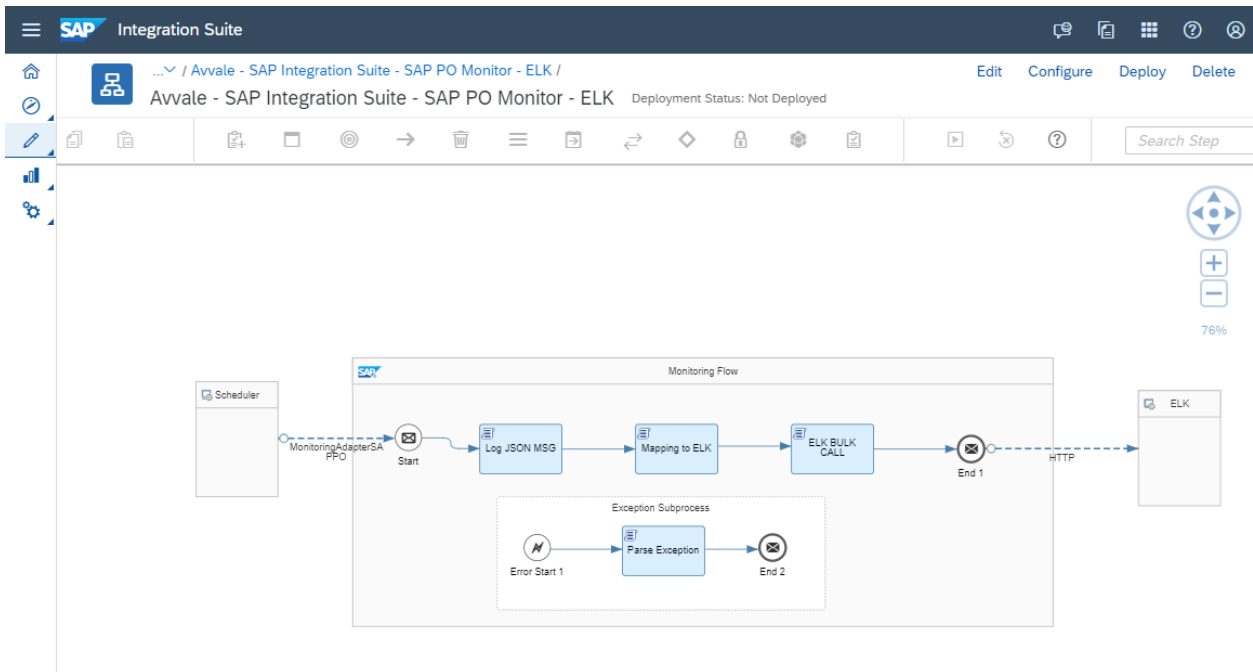 SAP Integration Suite
...∨ / Avvale - SAP Integration Suite - SAP PO Monitor - ELK /
Edit Configure Deploy Delete
Avvale - SAP Integration Suite - SAP PO Monitor - ELK Deployment Status: Not Deployed
Search Step
76%
SAP Monitoring Flow
Scheduler
ELK
MonitoringAdapterSA
PPO
Start
Log JSON MSG
Mapping to ELK
ELK BULK
CALL
End 1
HTTP
Exception Subprocess
Error Start 1
Parse Exception
End 2